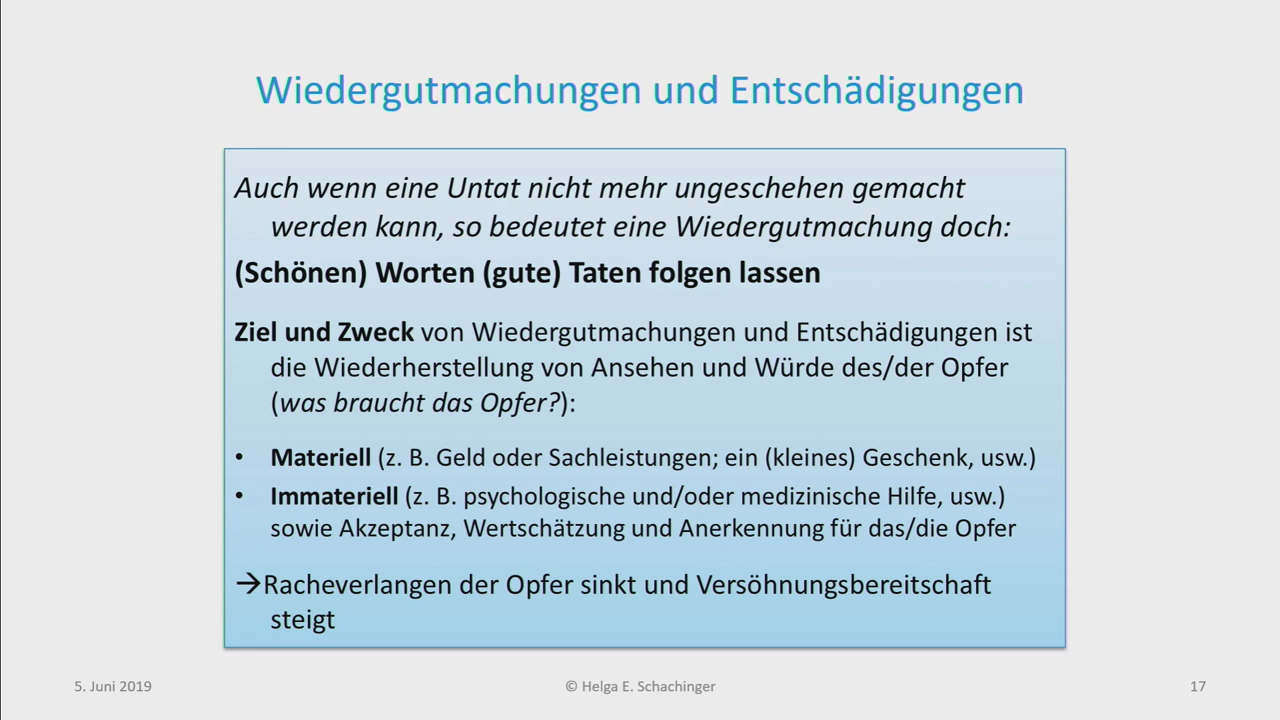 Wiedergutmachungen und Entschädigungen
Auch wenn eine Untat nicht mehr ungeschehen gemacht
werden kann, so bedeutet eine Wiedergutmachung doch:
(Schönen) Worten (gute) Taten folgen lassen
Ziel und Zweck von Wiedergutmachungen und Entschädigungen ist
die Wiederherstellung von Ansehen und Würde des/der Opfer
(was braucht das Opfer?):
• Materiell (z. B. Geld oder Sachleistungen; ein (kleines) Geschenk, usw.)
• Immateriell (z. B. psychologische und/oder medizinische Hilfe, usw.)
sowie Akzeptanz, Wertschätzung und Anerkennung für das/die Opfer
→Racheverlangen der Opfer sinkt und Versöhnungsbereitschaft
steigt
5. Juni 2019 © Helga E. Schachinger 17